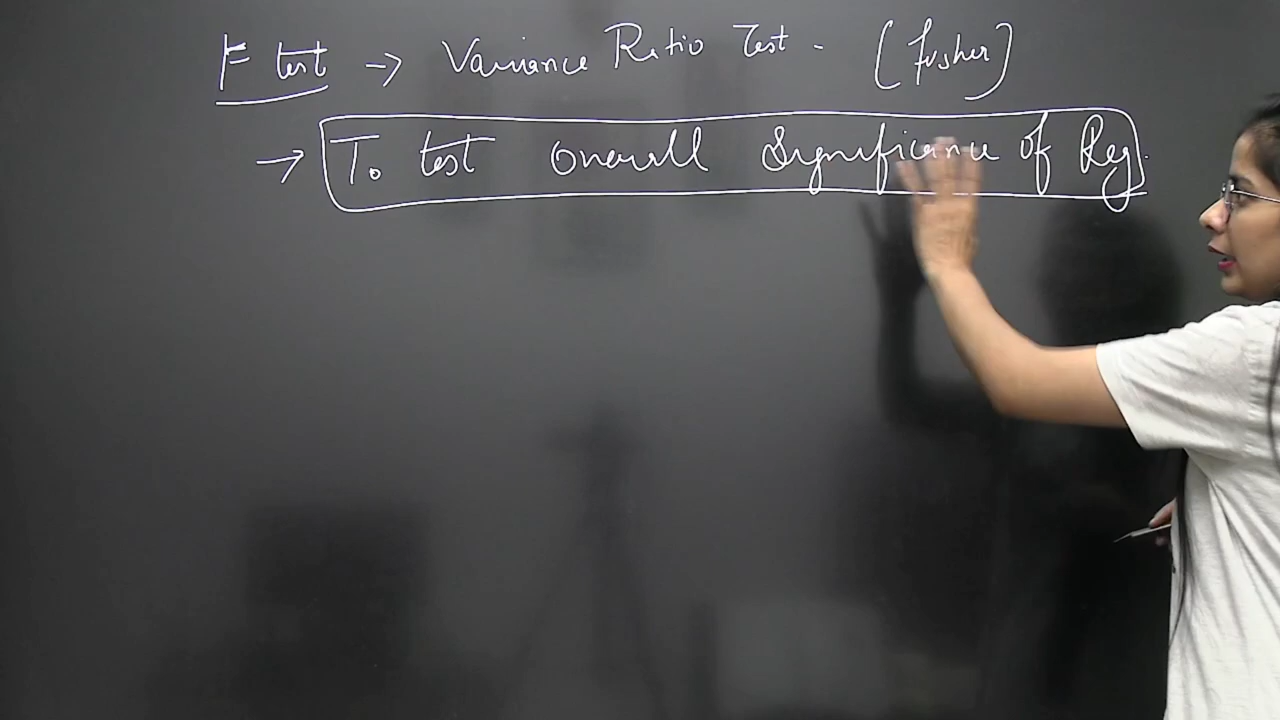 F test → Variance Ratio Test - (fisher)
→ To test Overall Significance of Reg.